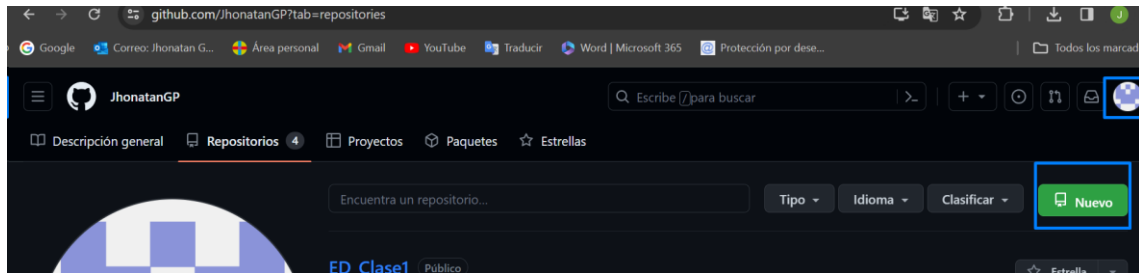 github.com/JhonatanGP?tab=repositories
Google Correo: Jhonatan G... Área personal Gmail YouTube Traducir Word | Microsoft 365 Protección por dese... Todos los marcad
JhonatanGP Escribe / para buscar
Descripción general Repositorios 4 Proyectos Paquetes Estrellas
Encuentra un repositorio... Tipo Idioma Clasificar Nuevo
ED_Clase1 Público Estrella